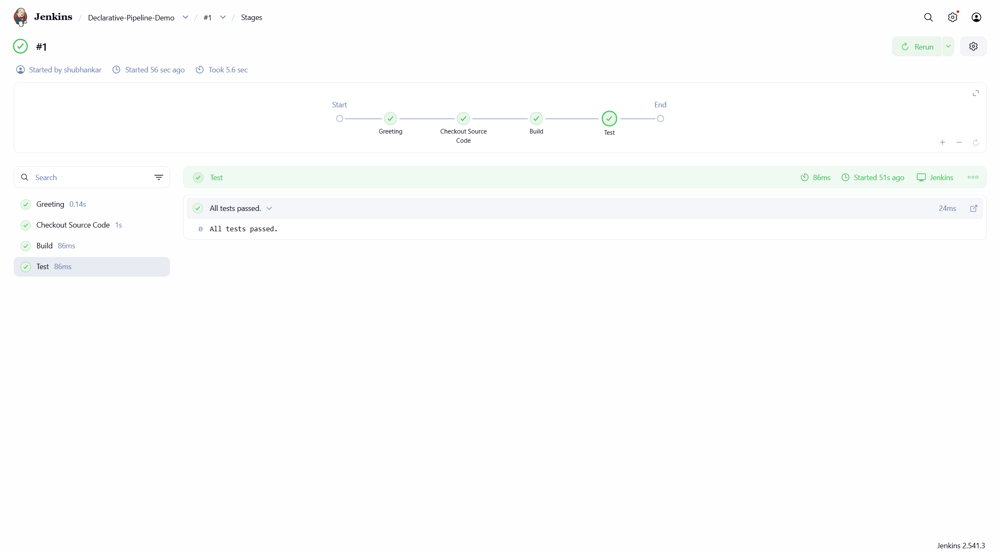 Jenkins / Declarative-Pipeline-Demo / #1 / Stages
#1
Rerun
Started by shubhankar Started 56 sec ago Took 5.6 sec
Start End
Greeting Checkout Source Code Build Test
Search
Greeting 0.14s
Checkout Source Code 1s
Build 86ms
Test 86ms
Test 86ms Started 51s ago Jenkins
All tests passed. 24ms
0 All tests passed.
Jenkins 2.541.3